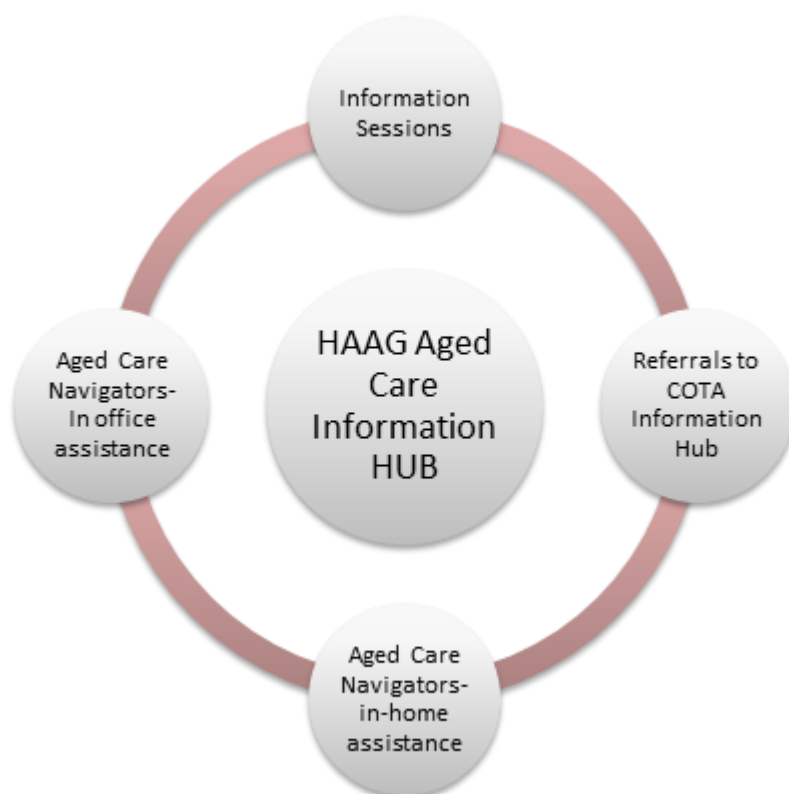 Information
Sessions
HAAG Aged
Care
Information
HUB
Referrals to
COTA
Information
Hub
Aged Care
Navigators-
in-home
assistance
Aged Care
Navigators-
In office
assistance